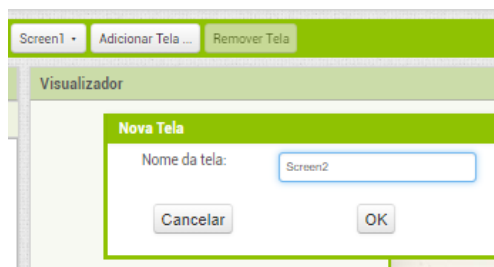 Screen1 Adicionar Tela ... Remover Tela
Visualizador
Nova Tela
Nome da tela: Screen2
Cancelar OK